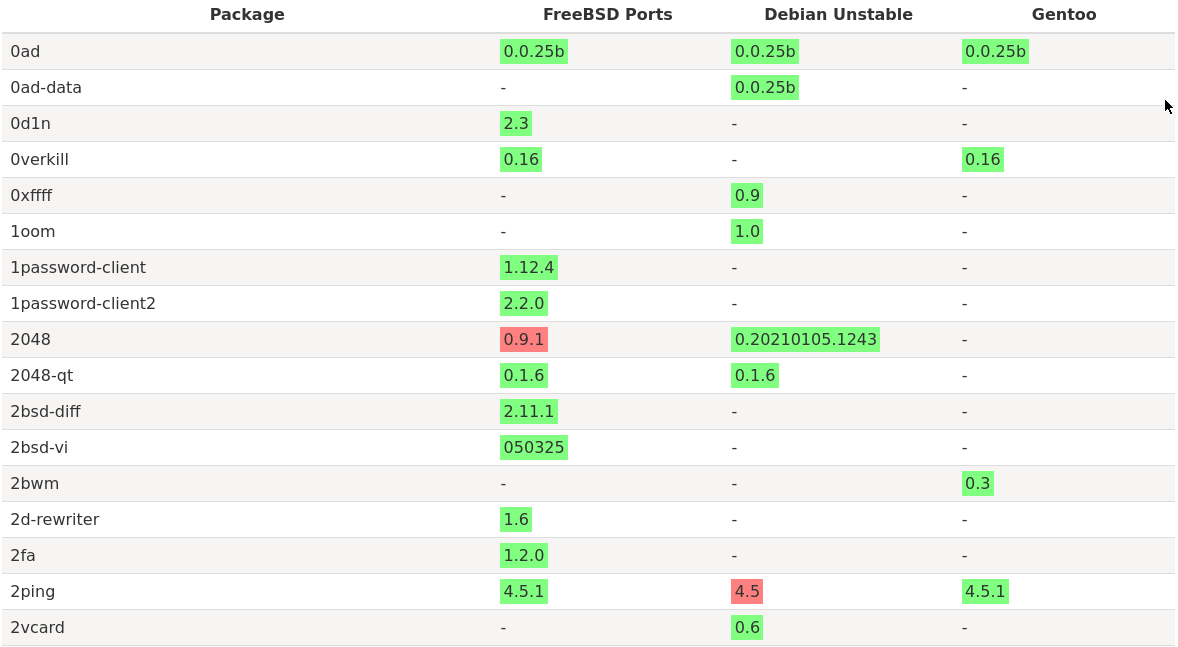 Package FreeBSD Ports Debian Unstable Gentoo
0ad 0.0.25b 0.0.25b 0.0.25b
0ad-data - 0.0.25b -
0d1n 2.3 - -
0verkill 0.16 - 0.16
0xffff - 0.9 -
1oom - 1.0 -
1password-client 1.12.4 - -
1password-client2 2.2.0 - -
2048 0.9.1 0.20210105.1243 -
2048-qt 0.1.6 0.1.6 -
2bsd-diff 2.11.1 - -
2bsd-vi 050325 - -
2bwm - - 0.3
2d-rewriter 1.6 - -
2fa 1.2.0 - -
2ping 4.5.1 4.5 4.5.1
2vcard - 0.6 -